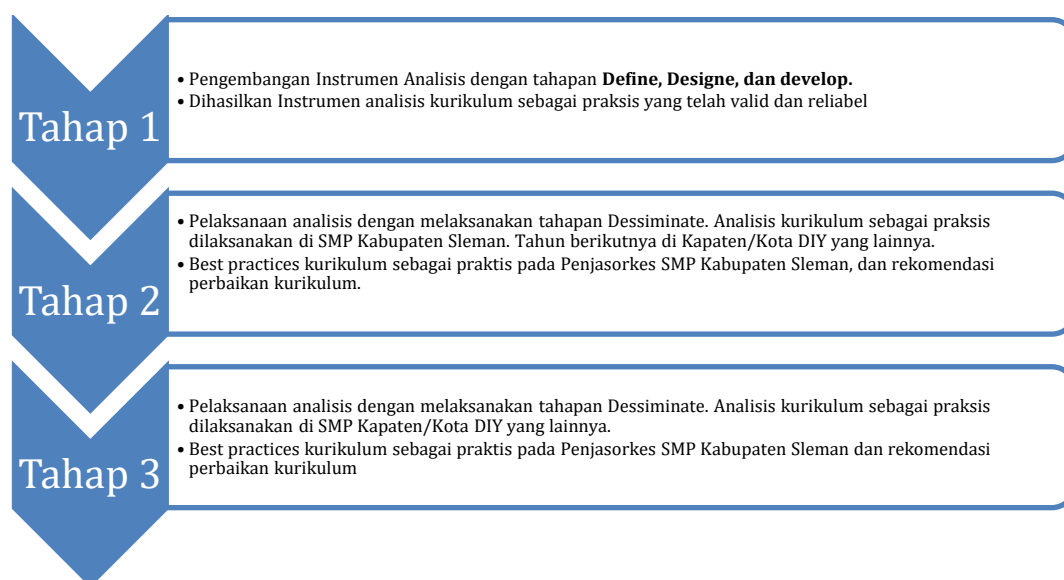 Tahap 1
• Pengembangan Instrumen Analisis dengan tahapan Define, Designe, dan develop.
• Dihasilkan Instrumen analisis kurikulum sebagai praksis yang telah valid dan reliabel
Tahap 2
• Pelaksanaan analisis dengan melaksanakan tahapan Dessiminate. Analisis kurikulum sebagai praksis
dilaksanakan di SMP Kabupaten Sleman. Tahun berikutnya di Kapaten/Kota DIY yang lainnya.
• Best practices kurikulum sebagai praktis pada Penjasorkes SMP Kabupaten Sleman, dan rekomendasi
perbaikan kurikulum.
Tahap 3
• Pelaksanaan analisis dengan melaksanakan tahapan Dessiminate. Analisis kurikulum sebagai praksis
dilaksanakan di SMP Kapaten/Kota DIY yang lainnya.
• Best practices kurikulum sebagai praktis pada Penjasorkes SMP Kabupaten Sleman dan rekomendasi
perbaikan kurikulum